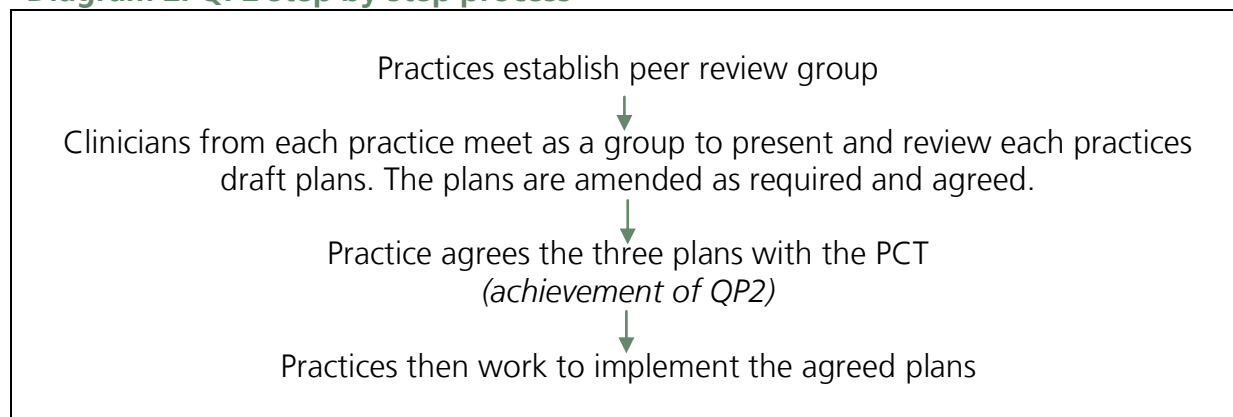 Diagram 2: QP2 step by step process
Practices establish peer review group
Clinicians from each practice meet as a group to present and review each practices
draft plans. The plans are amended as required and agreed.
Practice agrees the three plans with the PCT
(achievement of QP2)
Practices then work to implement the agreed plans